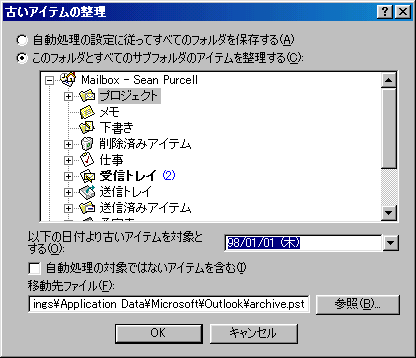 古いアイテムの整理
自動処理の設定に従ってすべてのフォルダを保存する(A)
このフォルダとすべてのサブフォルダのアイテムを整理する(C):
Mailbox - Sean Purcell
プロジェクト
メモ
下書き
削除済みアイテム
仕事
受信トレイ (2)
送信トレイ
送信済みアイテム
以下の日付より古いアイテムを対象と
する(O):
98/01/01 (木)
自動処理の対象ではないアイテムを含む(I)
移動先ファイル(F):
ings¥Application Data¥Microsoft¥Outlook¥archive.pst
参照(B)...
OK
キャンセル